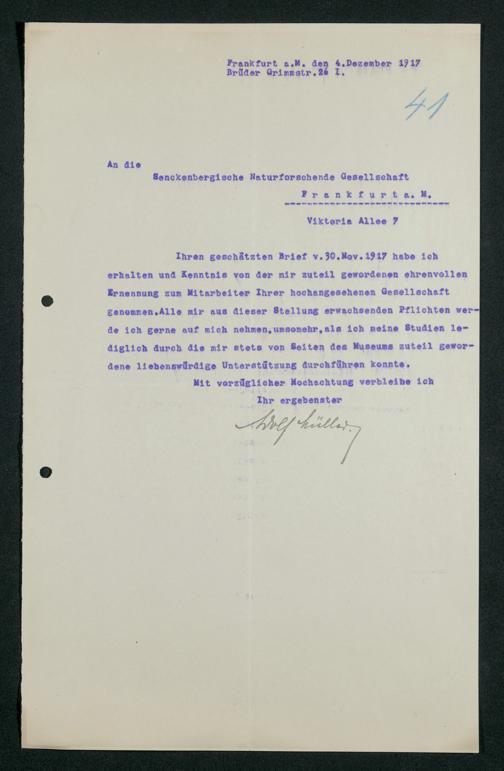 Frankfurt a.M. den 4.Dezember 1917
Brüder Grimmstr.26 I.
41
An die
Senckenbergische Naturforschende Gesellschaft
F r a n k f u r t a. M.
Viktoria Allee 7
Ihren geschätzten Brief v.30.Nov.1917 habe ich
erhalten und Kenntnis von der mir zuteil gewordenen ehrenvollen
Ernennung zum Mitarbeiter Ihrer hochangesehenen Gesellschaft
genommen.Alle mir aus dieser Stellung erwachsenden Pflichten wer-
de ich gerne auf mich nehmen,umsomehr,als ich meine Studien le-
diglich durch die mir stets von Seiten des Museums zuteil gewor-
dene liebenswürdige Unterstützung durchführen konnte.
Mit vorzüglicher Hochachtung verbleibe ich
Ihr ergebenster
Adolf Müller.